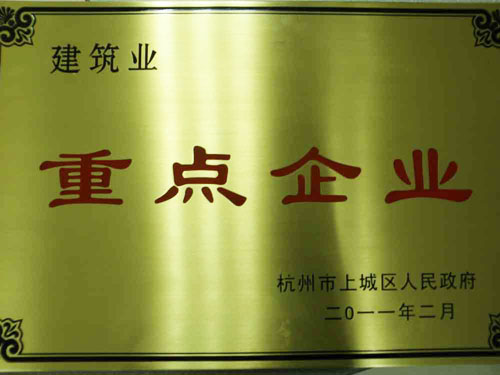 建筑业
重点企业
杭州市上城区人民政府
二0一一年二月